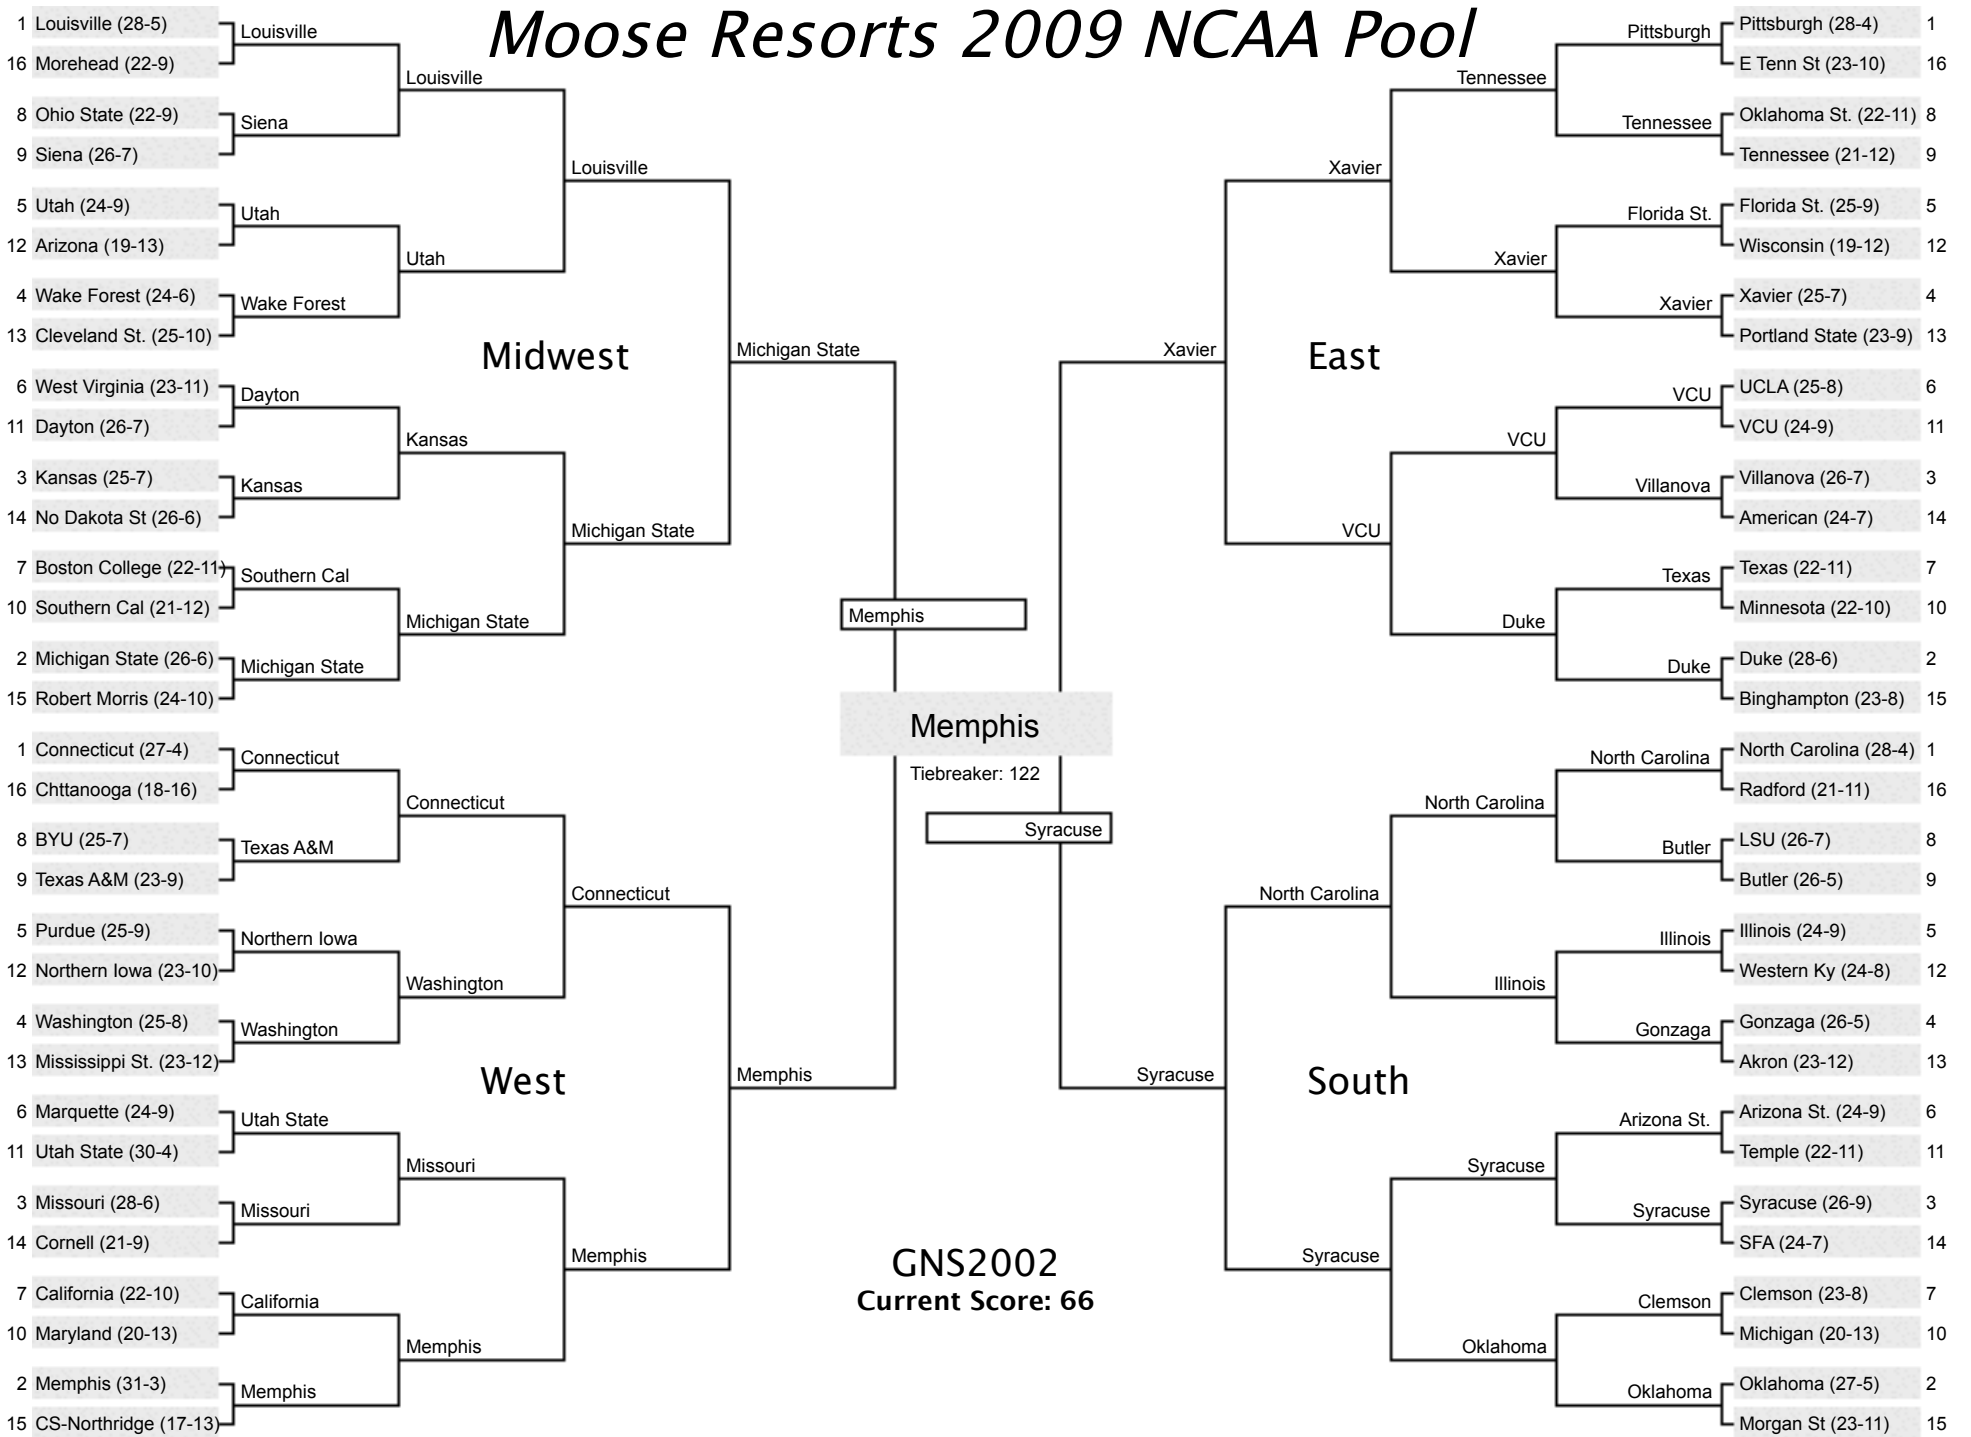 Moose Resorts 2009 NCAA Pool
1 Louisville (28-5)
16 Morehead (22-9)
8 Ohio State (22-9)
9 Siena (26-7)
5 Utah (24-9)
12 Arizona (19-13)
4 Wake Forest (24-6)
13 Cleveland St. (25-10)
6 West Virginia (23-11)
11 Dayton (26-7)
3 Kansas (25-7)
14 No Dakota St (26-6)
7 Boston College (22-11)
10 Southern Cal (21-12)
2 Michigan State (26-6)
15 Robert Morris (24-10)
Louisville
Siena
Utah
Wake Forest
Dayton
Kansas
Southern Cal
Michigan State
Louisville
Utah
Kansas
Michigan State
Louisville
Michigan State
Michigan State
Midwest
1 Connecticut (27-4)
16 Chttanooga (18-16)
8 BYU (25-7)
9 Texas A&M (23-9)
5 Purdue (25-9)
12 Northern Iowa (23-10)
4 Washington (25-8)
13 Mississippi St. (23-12)
6 Marquette (24-9)
11 Utah State (30-4)
3 Missouri (28-6)
14 Cornell (21-9)
7 California (22-10)
10 Maryland (20-13)
2 Memphis (31-3)
15 CS-Northridge (17-13)
Connecticut
Texas A&M
Northern Iowa
Washington
Utah State
Missouri
California
Memphis
Connecticut
Washington
Missouri
Memphis
Connecticut
Memphis
Memphis
West
Memphis
Memphis
Tiebreaker: 122
Syracuse
GNS2002
Current Score: 66
Pittsburgh (28-4) 1
E Tenn St (23-10) 16
Oklahoma St. (22-11) 8
Tennessee (21-12) 9
Florida St. (25-9) 5
Wisconsin (19-12) 12
Xavier (25-7) 4
Portland State (23-9) 13
UCLA (25-8) 6
VCU (24-9) 11
Villanova (26-7) 3
American (24-7) 14
Texas (22-11) 7
Minnesota (22-10) 10
Duke (28-6) 2
Binghampton (23-8) 15
Pittsburgh
Tennessee
Florida St.
Xavier
VCU
Villanova
Texas
Duke
Tennessee
Xavier
VCU
Duke
Xavier
VCU
Xavier
East
North Carolina (28-4) 1
Radford (21-11) 16
LSU (26-7) 8
Butler (26-5) 9
Illinois (24-9) 5
Western Ky (24-8) 12
Gonzaga (26-5) 4
Akron (23-12) 13
Arizona St. (24-9) 6
Temple (22-11) 11
Syracuse (26-9) 3
SFA (24-7) 14
Clemson (23-8) 7
Michigan (20-13) 10
Oklahoma (27-5) 2
Morgan St (23-11) 15
North Carolina
Butler
Illinois
Gonzaga
Arizona St.
Syracuse
Clemson
Oklahoma
North Carolina
Illinois
Syracuse
Oklahoma
North Carolina
Syracuse
Syracuse
South